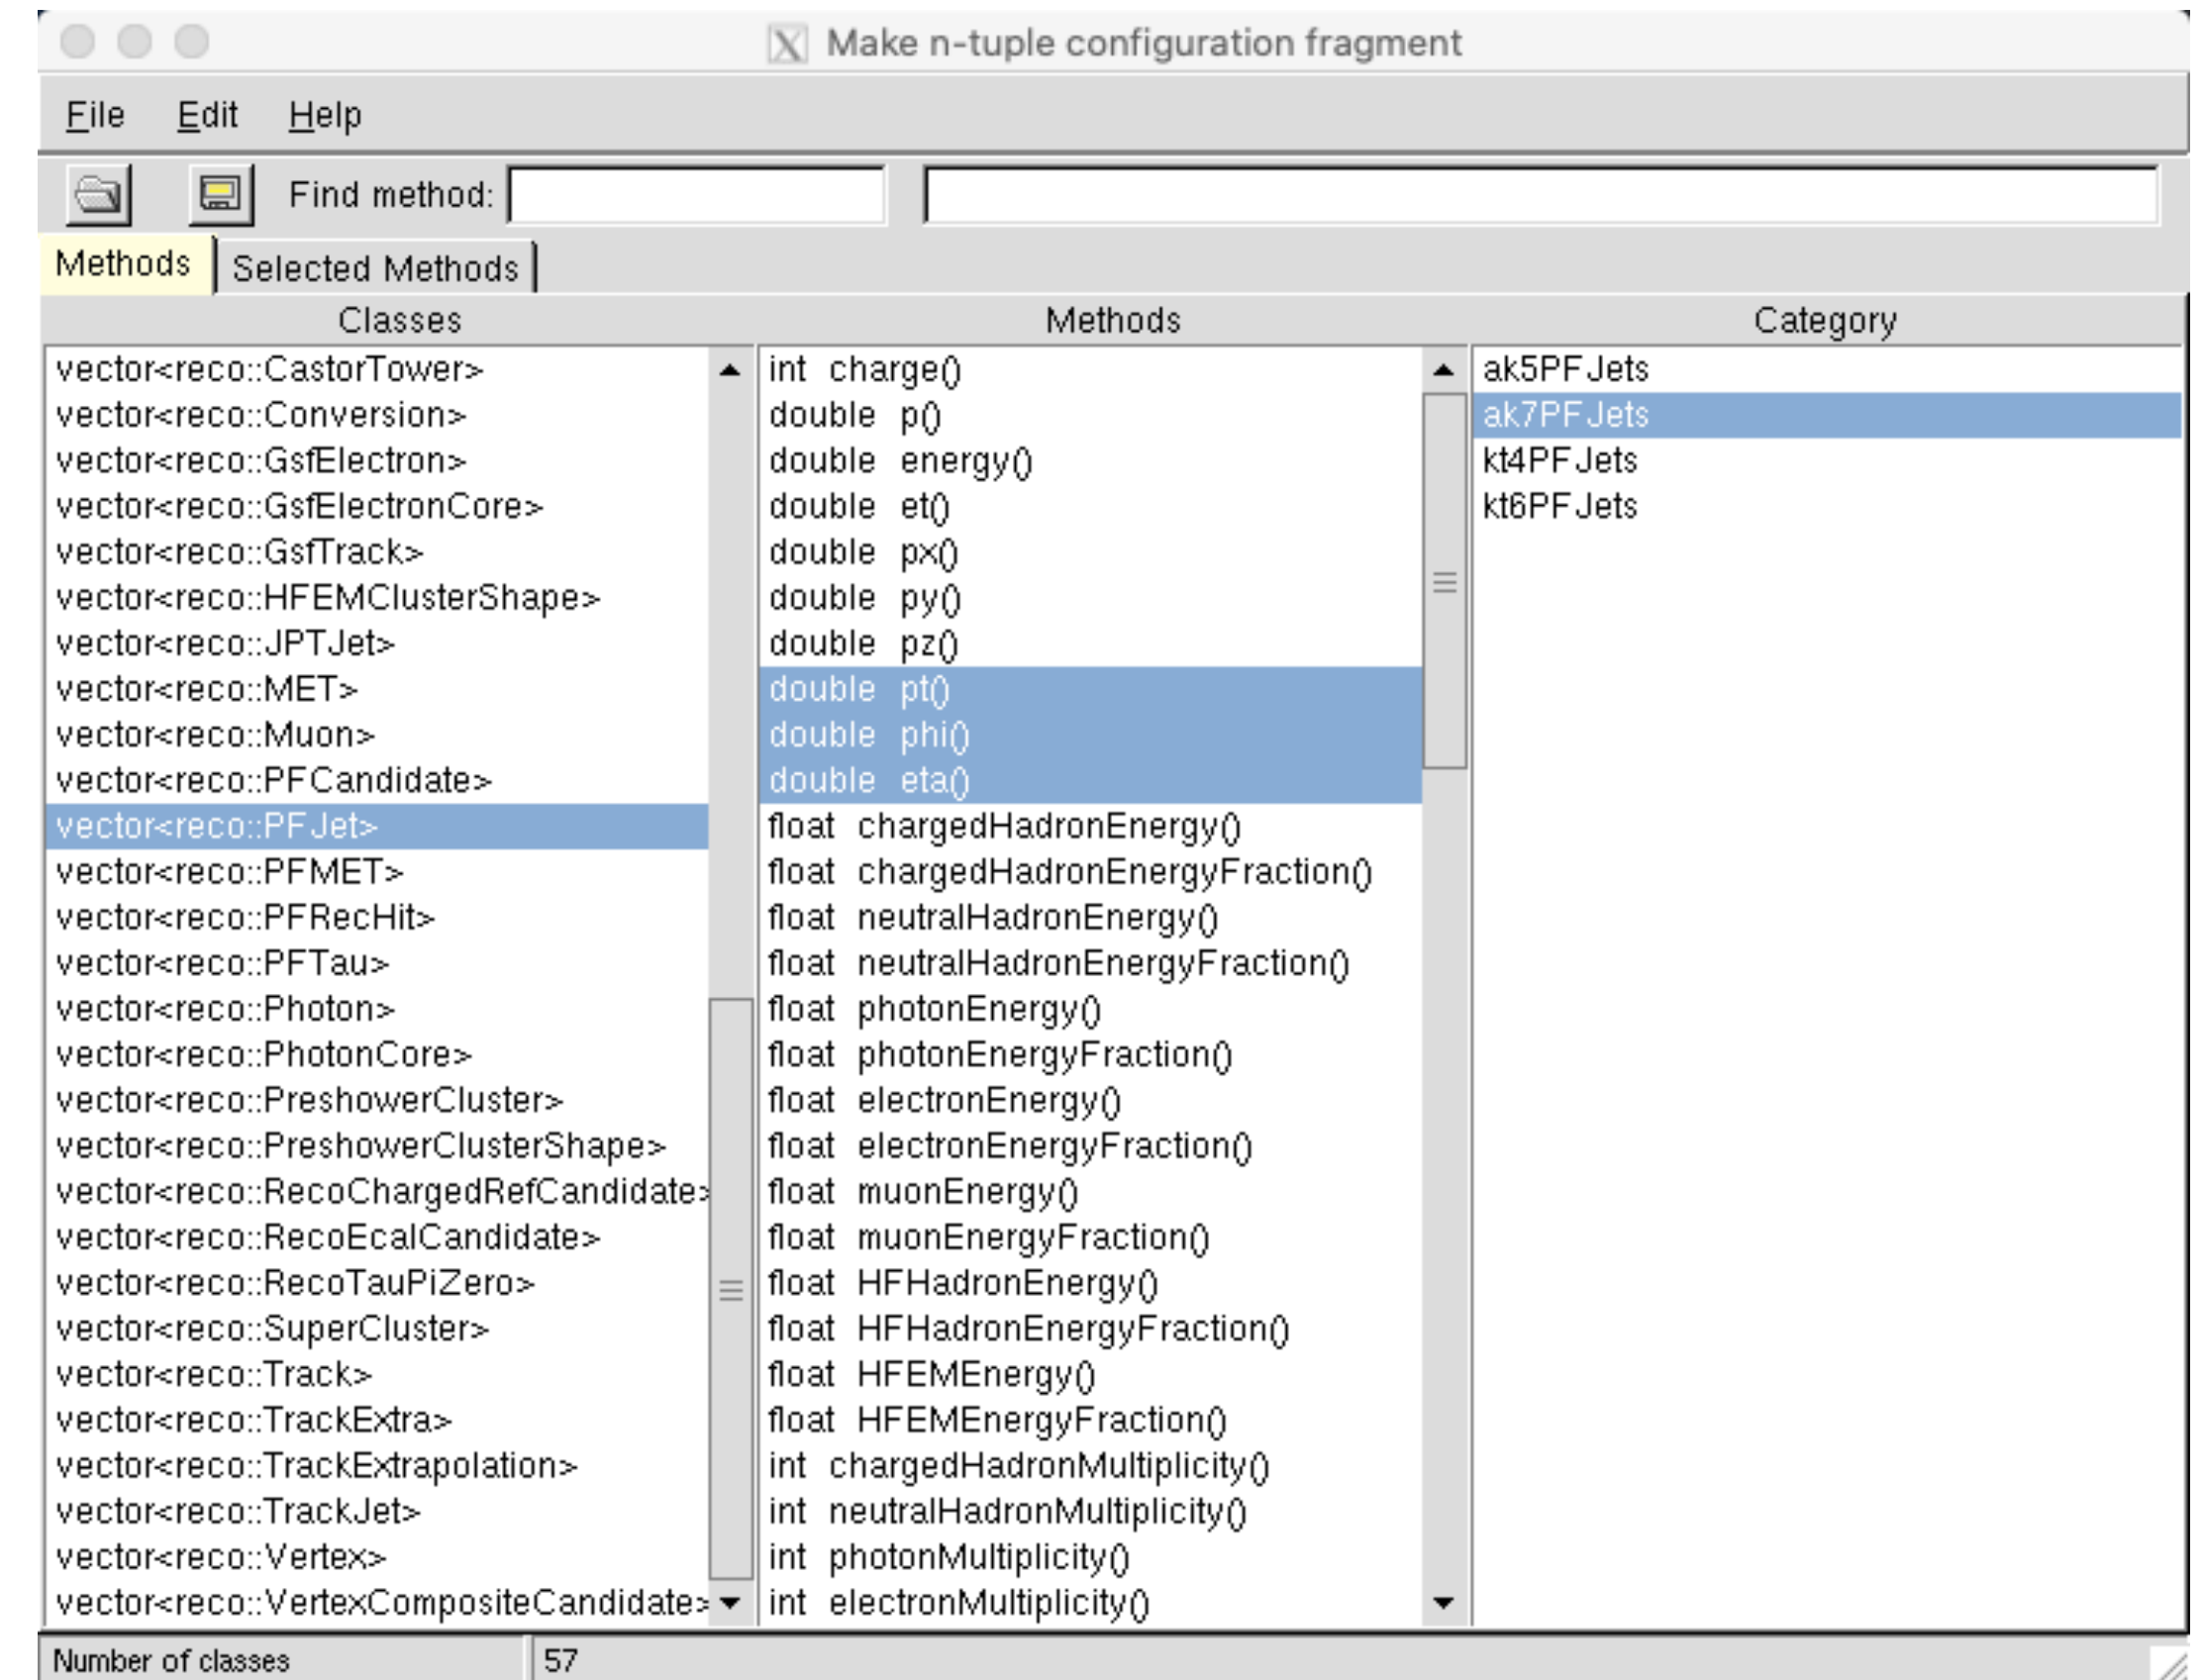 Make n-tuple configuration fragment
File Edit Help
Find method:
Methods Selected Methods
Classes Methods Category
vector<reco::CastorTower> int charge() ak5PFJets
vector<reco::Conversion> double p() ak7PFJets
vector<reco::GsfElectron> double energy() kt4PFJets
vector<reco::GsfElectronCore> double et() kt6PFJets
vector<reco::GsfTrack> double px()
vector<reco::HFEMClusterShape> double py()
vector<reco::JPTJet> double pz()
vector<reco::MET> double pt()
vector<reco::Muon> double phi()
vector<reco::PFCandidate> double eta()
vector<reco::PFJet> float chargedHadronEnergy()
vector<reco::PFMET> float chargedHadronEnergyFraction()
vector<reco::PFRecHit> float neutralHadronEnergy()
vector<reco::PFTau> float neutralHadronEnergyFraction()
vector<reco::Photon> float photonEnergy()
vector<reco::PhotonCore> float photonEnergyFraction()
vector<reco::PreshowerCluster> float electronEnergy()
vector<reco::PreshowerClusterShape> float electronEnergyFraction()
vector<reco::RecoChargedRefCandidate> float muonEnergy()
vector<reco::RecoEcalCandidate> float muonEnergyFraction()
vector<reco::RecoTauPiZero> float HFHadronEnergy()
vector<reco::SuperCluster> float HFHadronEnergyFraction()
vector<reco::Track> float HFEMEnergy()
vector<reco::TrackExtra> float HFEMEnergyFraction()
vector<reco::TrackExtrapolation> int chargedHadronMultiplicity()
vector<reco::TrackJet> int neutralHadronMultiplicity()
vector<reco::Vertex> int photonMultiplicity()
vector<reco::VertexCompositeCandidate> int electronMultiplicity()
Number of classes 57